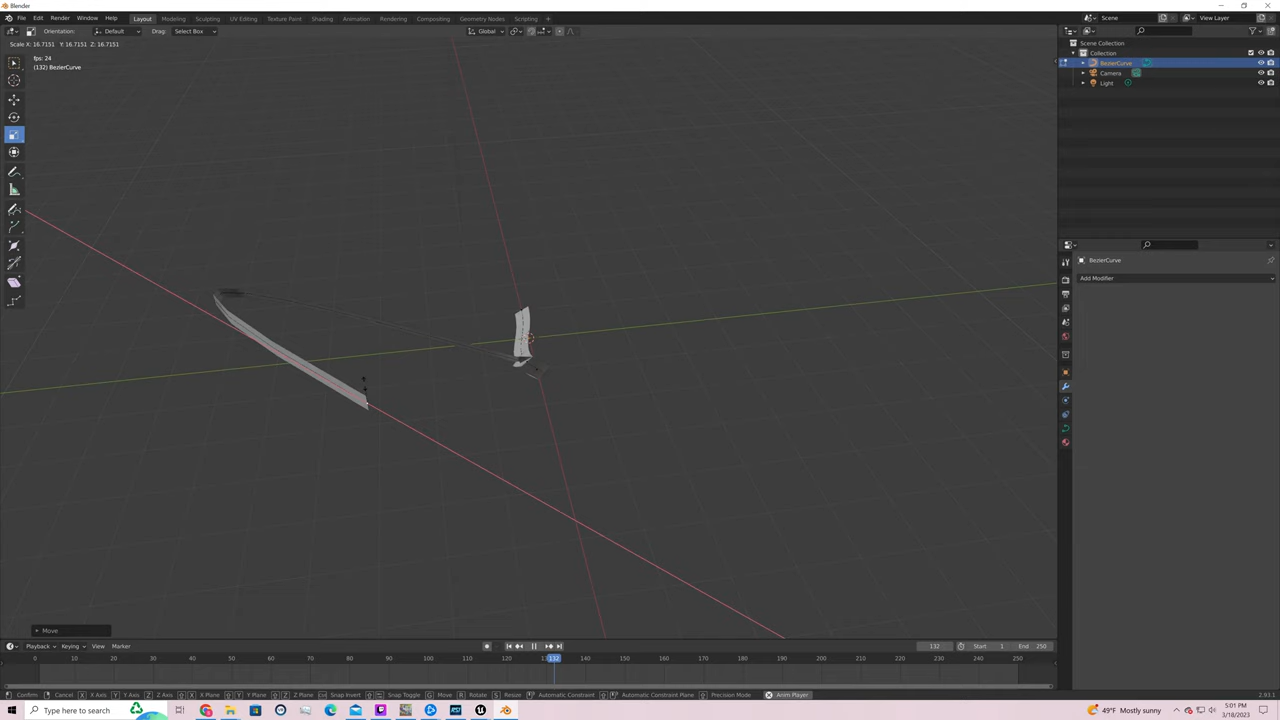 Blender
File Edit Render Window Help Layout Modeling Sculpting UV Editing Texture Paint Shading Animation Rendering Compositing Geometry Nodes Scripting Scene View Layer
Orientation: Default Drag: Select Box Global
Scale X: 16.7151 Y: 16.7151 Z: 16.7151
fps: 24
(132) BezierCurve
Scene Collection
Collection
BezierCurve
Camera
Light
BezierCurve
Add Modifier
Move
Playback Keying View Marker 132 Start 1 End 250
0 10 20 30 40 50 60 70 80 90 100 110 120 132 140 150 160 170 180 190 200 210 220 230 240 250
Confirm Cancel X X Axis Y Y Axis Z Z Axis X X Plane Y Y Plane Z Z Plane Snap Invert Snap Toggle G Move R Rotate S Resize Automatic Constraint Automatic Constraint Plane Precision Mode Anim Player 2.93.1
Type here to search 49°F Mostly sunny 5:01 PM
3/18/2023